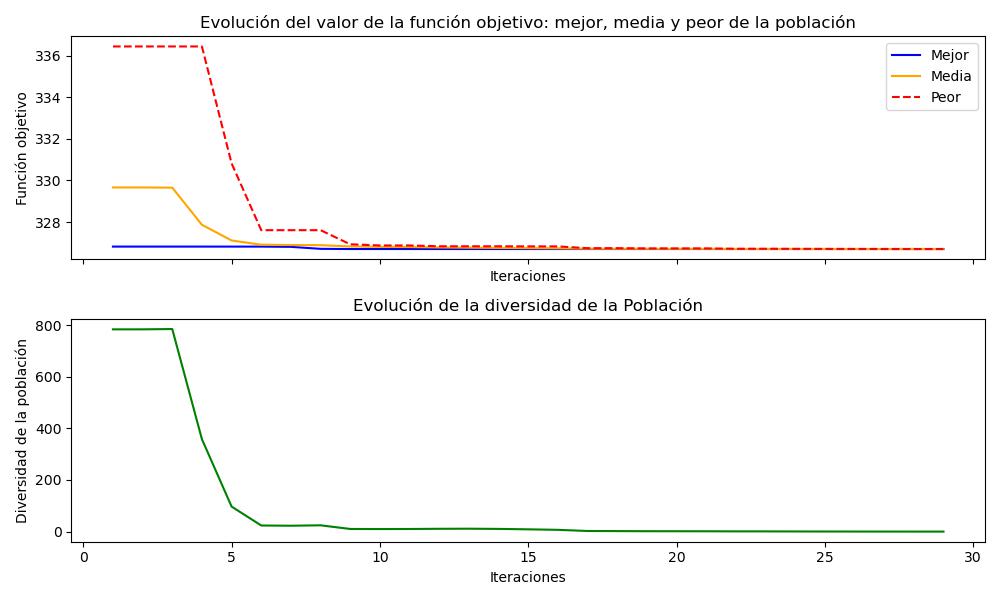 Evolución del valor de la función objetivo: mejor, media y peor de la población
Función objetivo
336
334
332
330
328
Mejor
Media
Peor
Iteraciones
Evolución de la diversidad de la Población
Diversidad de la población
800
600
400
200
0
0 5 10 15 20 25 30
Iteraciones